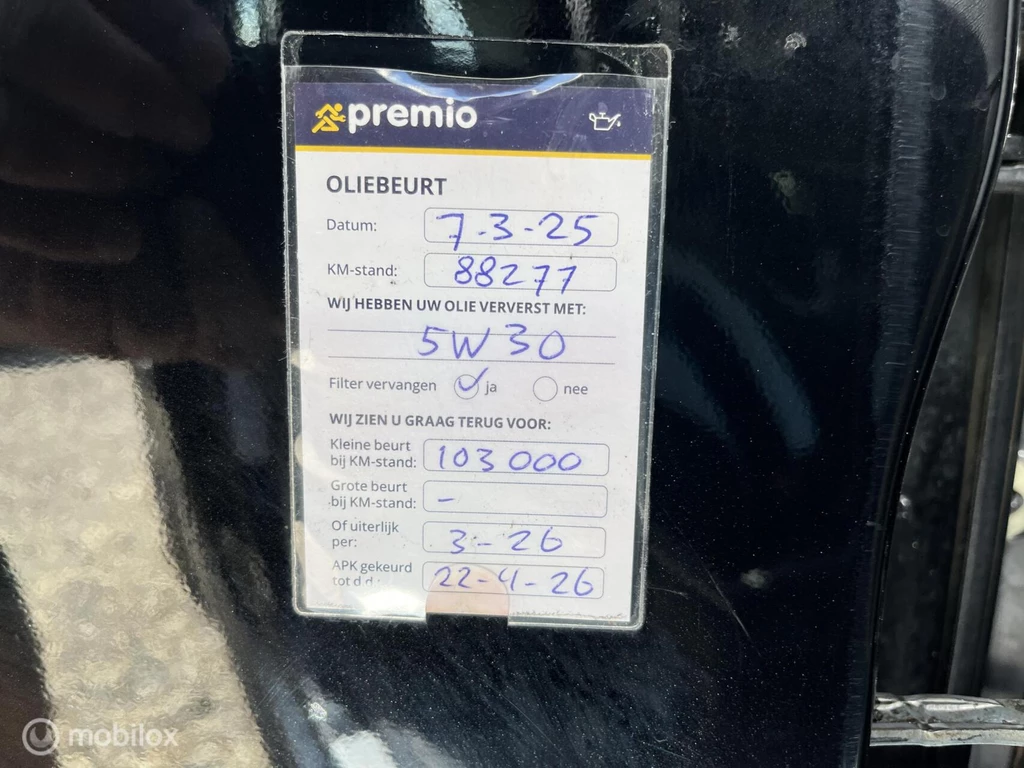 premio
OLIEBEURT
Datum: 7-3-25
KM-stand: 88277
WIJ HEBBEN UW OLIE VERVERST MET:
5W30
Filter vervangen ja nee
WIJ ZIEN U GRAAG TERUG VOOR:
Kleine beurt
bij KM-stand: 103 000
Grote beurt
bij KM-stand: -
Of uiterlijk
per: 3-26
APK gekeurd
tot d.d.: 22-4-26
mobilox